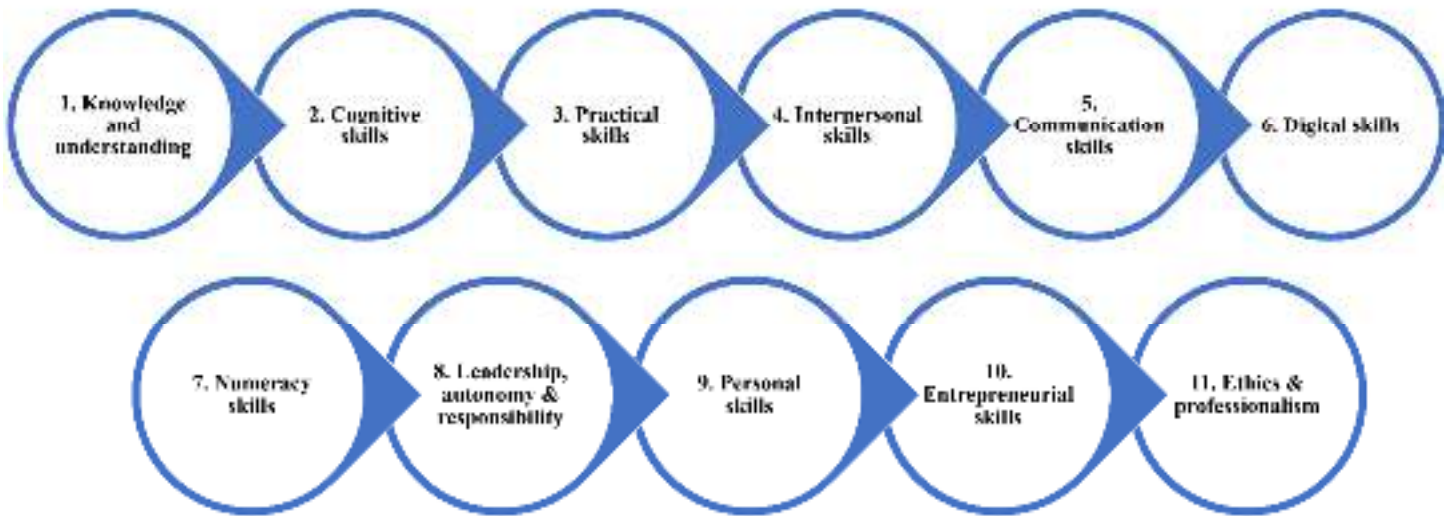 1. Knowledge
and
understanding
2. Cognitive
skills
3. Practical
skills
4. Interpersonal
skills
5.
Communication
skills
6. Digital skills
7. Numeracy
skills
8. Leadership,
autonomy &
responsibility
9. Personal
skills
10.
Entrepreneurial
skills
11. Ethics &
professionalism